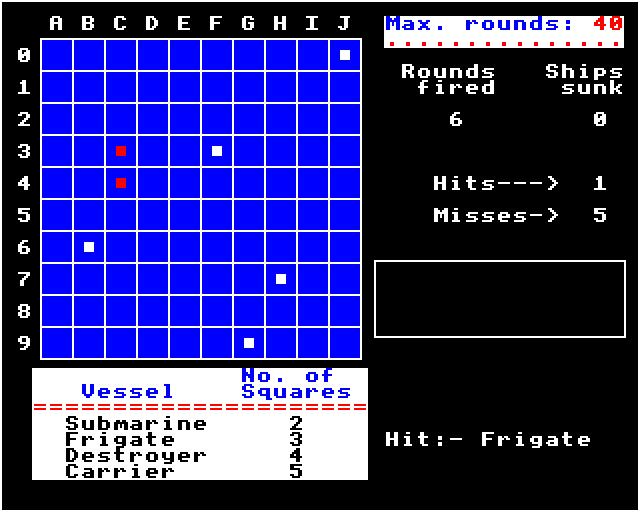 A B C D E F G H I J
Max. rounds: 40
0
1
2
3
4
5
6
7
8
9
Rounds fired
Ships sunk
6 0
Hits---> 1
Misses-> 5
Vessel No. of Squares
====================
Submarine 2
Frigate 3
Destroyer 4
Carrier 5
Hit:- Frigate